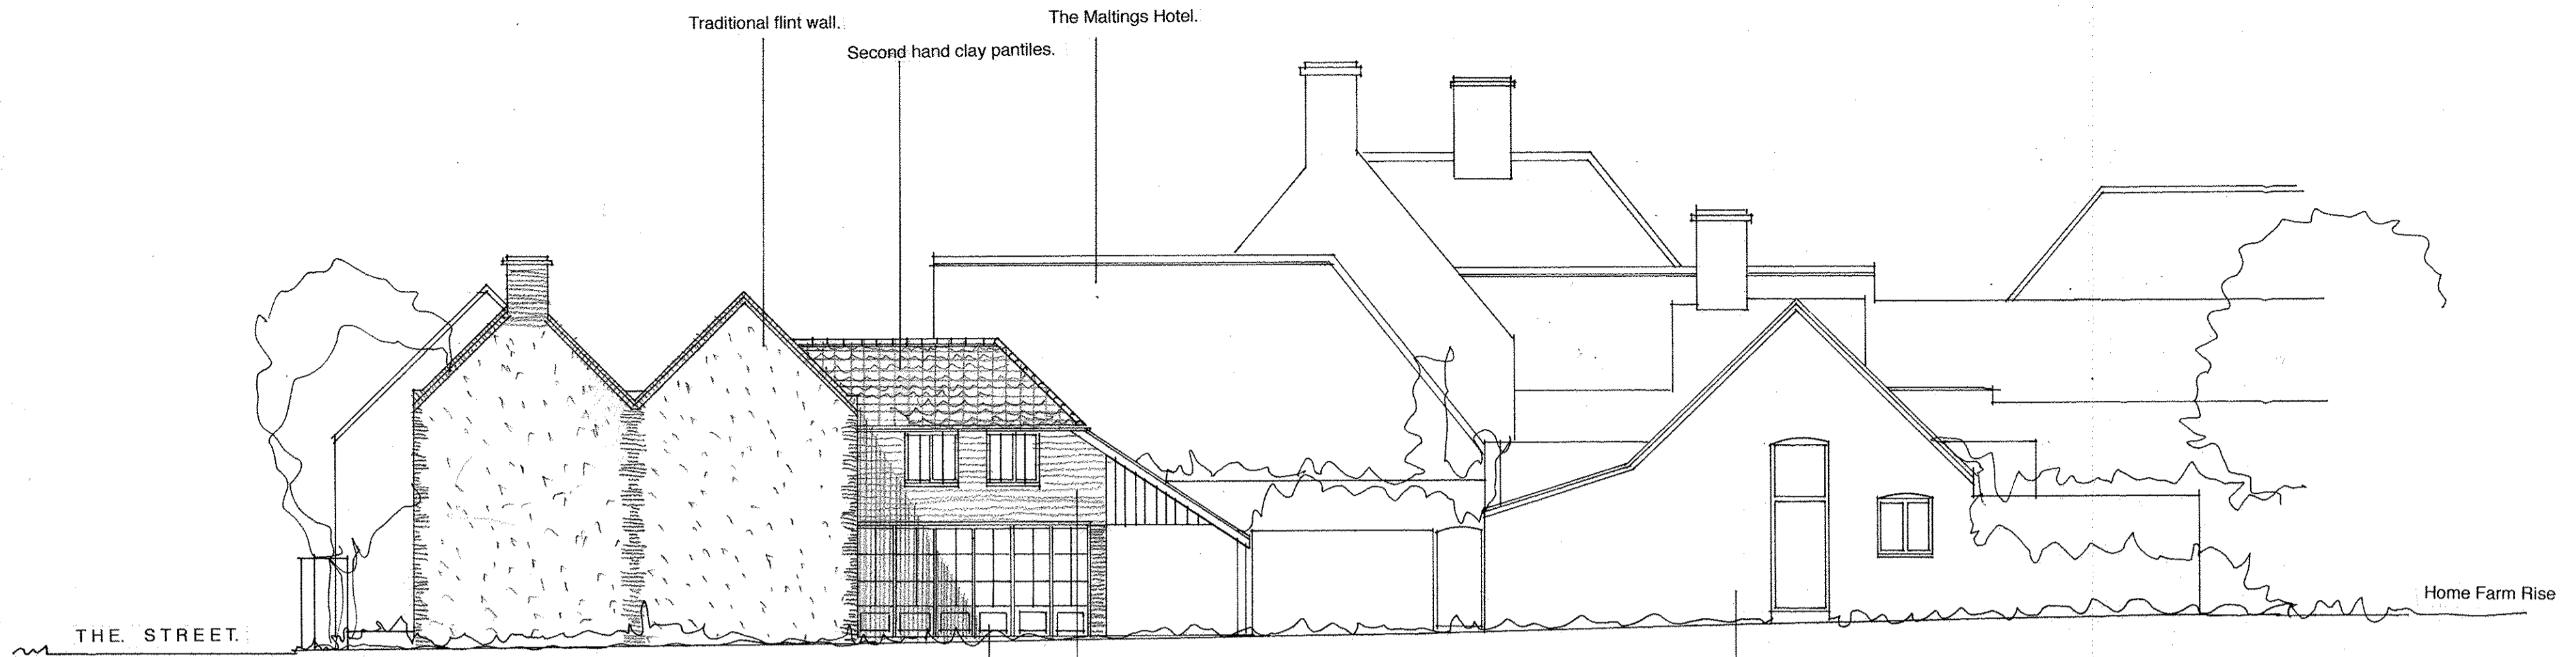 The Maltings Hotel.
Traditional flint wall.
Second hand clay pantiles.
Home Farm Rise
THE. STREET.